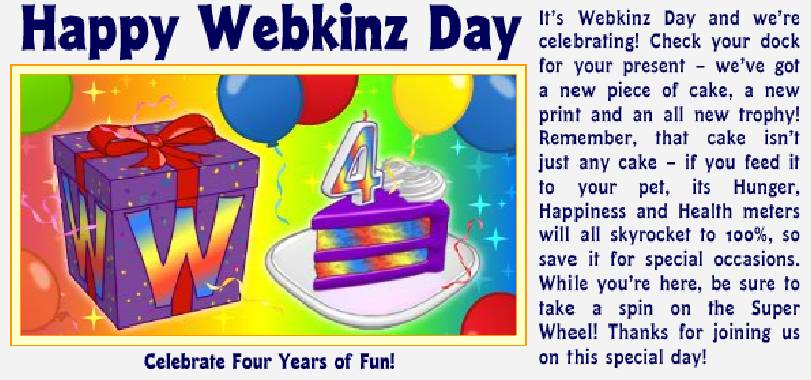 Happy Webkinz Day
W W
4
Celebrate Four Years of Fun!
It's Webkinz Day and we're
celebrating! Check your dock
for your present – we've got
a new piece of cake, a new
print and an all new trophy!
Remember, that cake isn't
just any cake – if you feed it
to your pet, its Hunger,
Happiness and Health meters
will all skyrocket to 100%, so
save it for special occasions.
While you're here, be sure to
take a spin on the Super
Wheel! Thanks for joining us
on this special day!